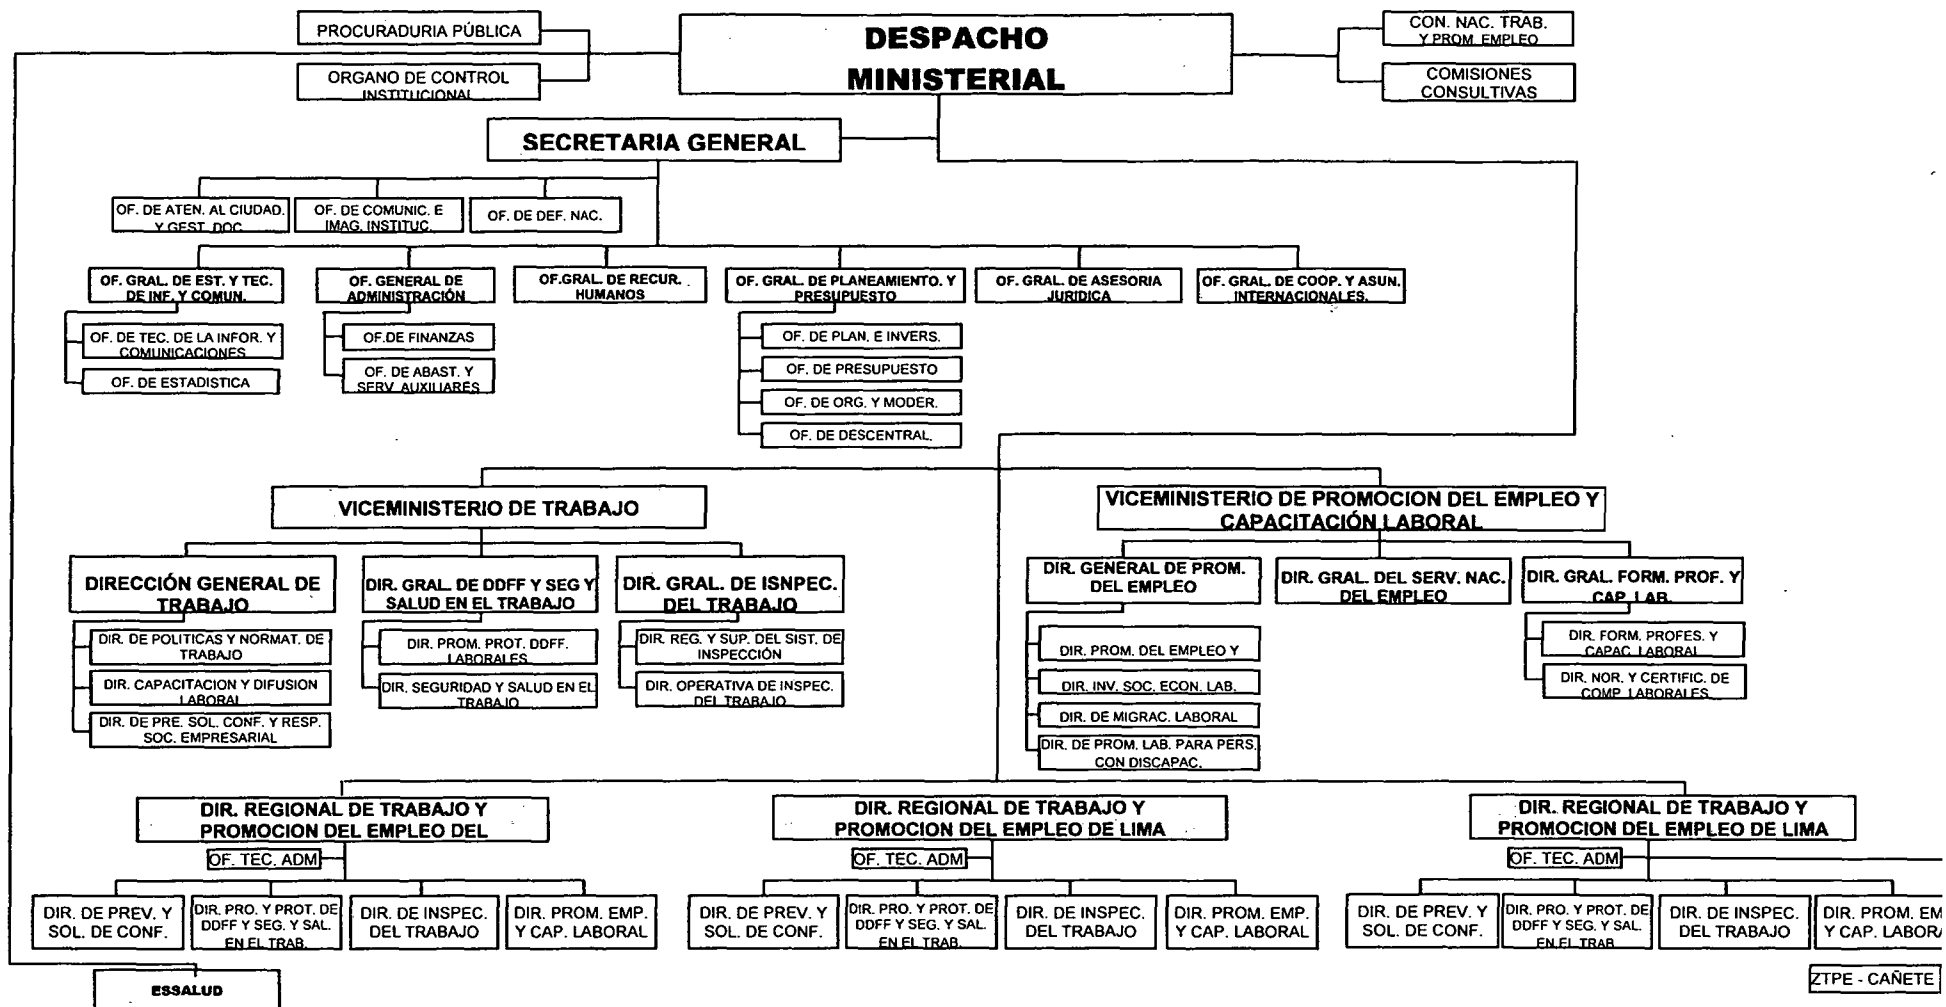 PROCURADURIA PÚBLICA
DESPACHO
MINISTERIAL
CON. NAC. TRAB.
Y PROM. EMPLEO
ORGANO DE CONTROL
INSTITUCIONAL
COMISIONES
CONSULTIVAS
SECRETARIA GENERAL
OF. DE ATEN. AL CIUDAD.
Y GEST. DOC.
OF. DE COMUNIC. E
IMAG. INSTITUC.
OF. DE DEF. NAC.
OF. GRAL. DE EST. Y TEC.
DE INF. Y COMUN.
OF. GENERAL DE
ADMINISTRACIÓN
OF.GRAL. DE RECUR.
HUMANOS
OF. GRAL. DE PLANEAMIENTO. Y
PRESUPUESTO
OF. GRAL. DE ASESORIA
JURIDICA
OF. GRAL. DE COOP. Y ASUN.
INTERNACIONALES.
OF. DE TEC. DE LA INFOR. Y
COMUNICACIONES
OF. DE ESTADISTICA
OF.DE FINANZAS
OF. DE ABAST. Y
SERV. AUXILIARES
OF. DE PLAN. E INVERS.
OF. DE PRESUPUESTO
OF. DE ORG. Y MODER.
OF. DE DESCENTRAL.
VICEMINISTERIO DE TRABAJO
VICEMINISTERIO DE PROMOCION DEL EMPLEO Y
CAPACITACIÓN LABORAL
DIRECCIÓN GENERAL DE
TRABAJO
DIR. GRAL. DE DDFF Y SEG Y
SALUD EN EL TRABAJO
DIR. GRAL. DE ISNPEC.
DEL TRABAJO
DIR. GENERAL DE PROM.
DEL EMPLEO
DIR. GRAL. DEL SERV. NAC.
DEL EMPLEO
DIR. GRAL. FORM. PROF. Y
CAP. LAB.
DIR. DE POLITICAS Y NORMAT. DE
TRABAJO
DIR. CAPACITACION Y DIFUSION
LABORAL
DIR. DE PRE. SOL. CONF. Y RESP.
SOC. EMPRESARIAL
DIR. PROM. PROT. DDFF.
LABORALES
DIR. SEGURIDAD Y SALUD EN EL
TRABAJO
DIR. REG. Y SUP. DEL SIST. DE
INSPECCIÓN
DIR. OPERATIVA DE INSPEC.
DEL TRABAJO
DIR. PROM. DEL EMPLEO Y
DIR. INV. SOC. ECON. LAB.
DIR. DE MIGRAC. LABORAL
DIR. DE PROM. LAB. PARA PERS.
CON DISCAPAC.
DIR. FORM. PROFES. Y
CAPAC. LABORAL
DIR. NOR. Y CERTIFIC. DE
COMP. LABORALES
DIR. REGIONAL DE TRABAJO Y
PROMOCION DEL EMPLEO DEL
DIR. REGIONAL DE TRABAJO Y
PROMOCION DEL EMPLEO DE LIMA
DIR. REGIONAL DE TRABAJO Y
PROMOCION DEL EMPLEO DE LIMA
OF. TEC. ADM
OF. TEC. ADM
OF. TEC. ADM
DIR. DE PREV. Y
SOL. DE CONF.
DIR. PRO. Y PROT. DE
DDFF Y SEG. Y SAL.
EN EL TRAB.
DIR. DE INSPEC.
DEL TRABAJO
DIR. PROM. EMP.
Y CAP. LABORAL
DIR. DE PREV. Y
SOL. DE CONF.
DIR. PRO. Y PROT. DE
DDFF Y SEG. Y SAL.
EN EL TRAB.
DIR. DE INSPEC.
DEL TRABAJO
DIR. PROM. EMP.
Y CAP. LABORAL
DIR. DE PREV. Y
SOL. DE CONF.
DIR. PRO. Y PROT. DE
DDFF Y SEG. Y SAL.
EN EL TRAB
DIR. DE INSPEC.
DEL TRABAJO
DIR. PROM. EM
Y CAP. LABOR
ESSALUD
ZTPE - CAÑETE